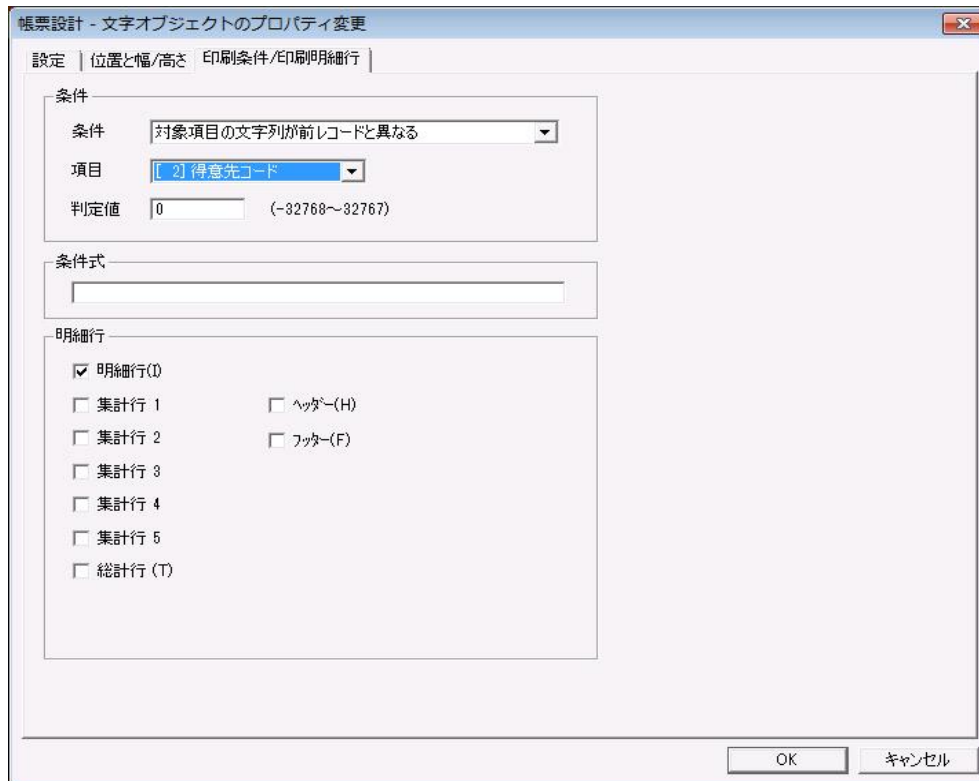 帳票設計 - 文字オブジェクトのプロパティ変更
設定 位置と幅/高さ 印刷条件/印刷明細行
条件
条件 対象項目の文字列が前レコードと異なる
項目 [ 2] 得意先コード
判定値 0 (-32768～32767)
条件式
明細行
明細行(I)
集計行 1 ヘッダー(H)
集計行 2 フッター(F)
集計行 3
集計行 4
集計行 5
総計行 (T)
OK キャンセル